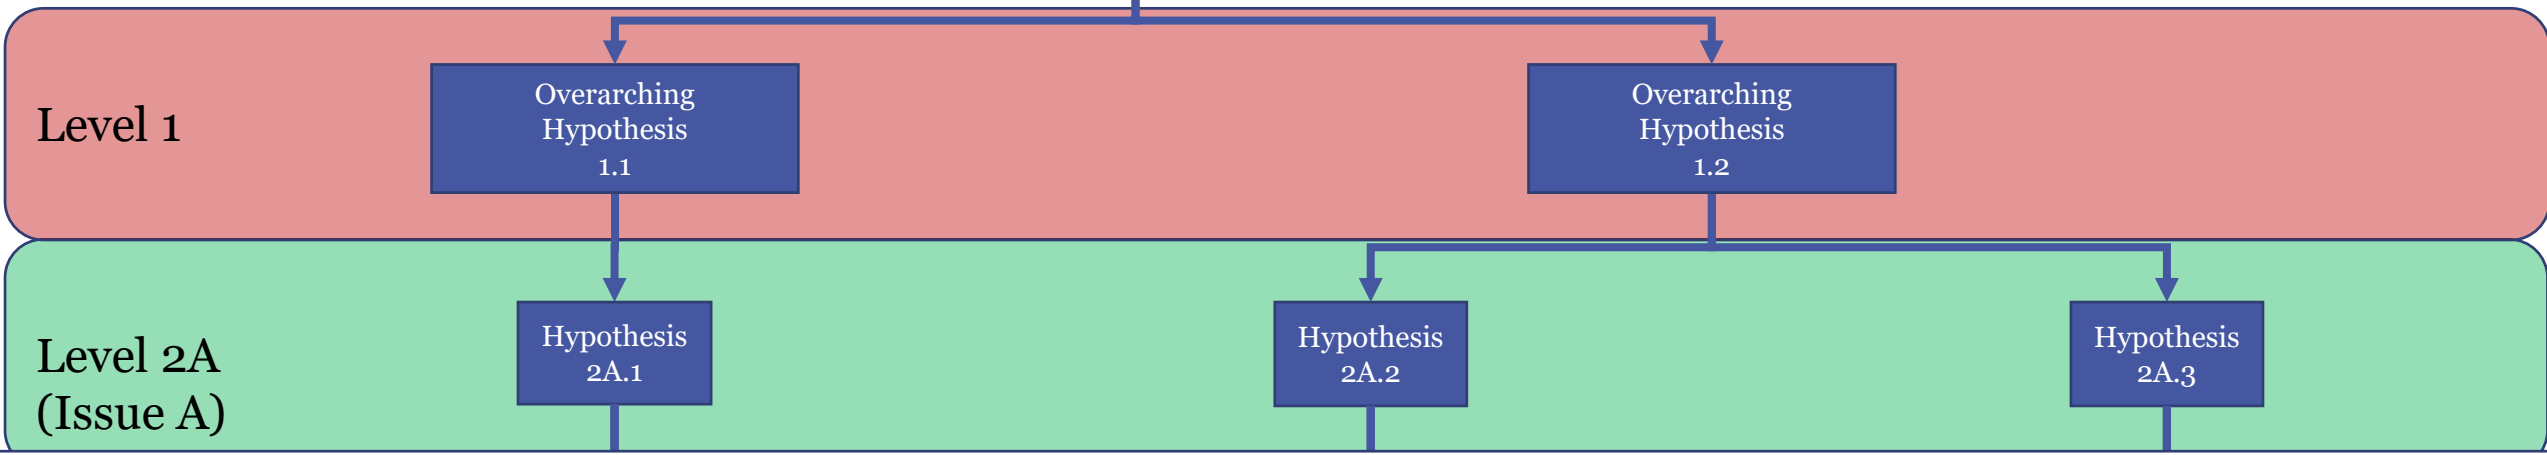 Level 1
Overarching
Hypothesis
1.1
Overarching
Hypothesis
1.2
Level 2A
(Issue A)
Hypothesis
2A.1
Hypothesis
2A.2
Hypothesis
2A.3